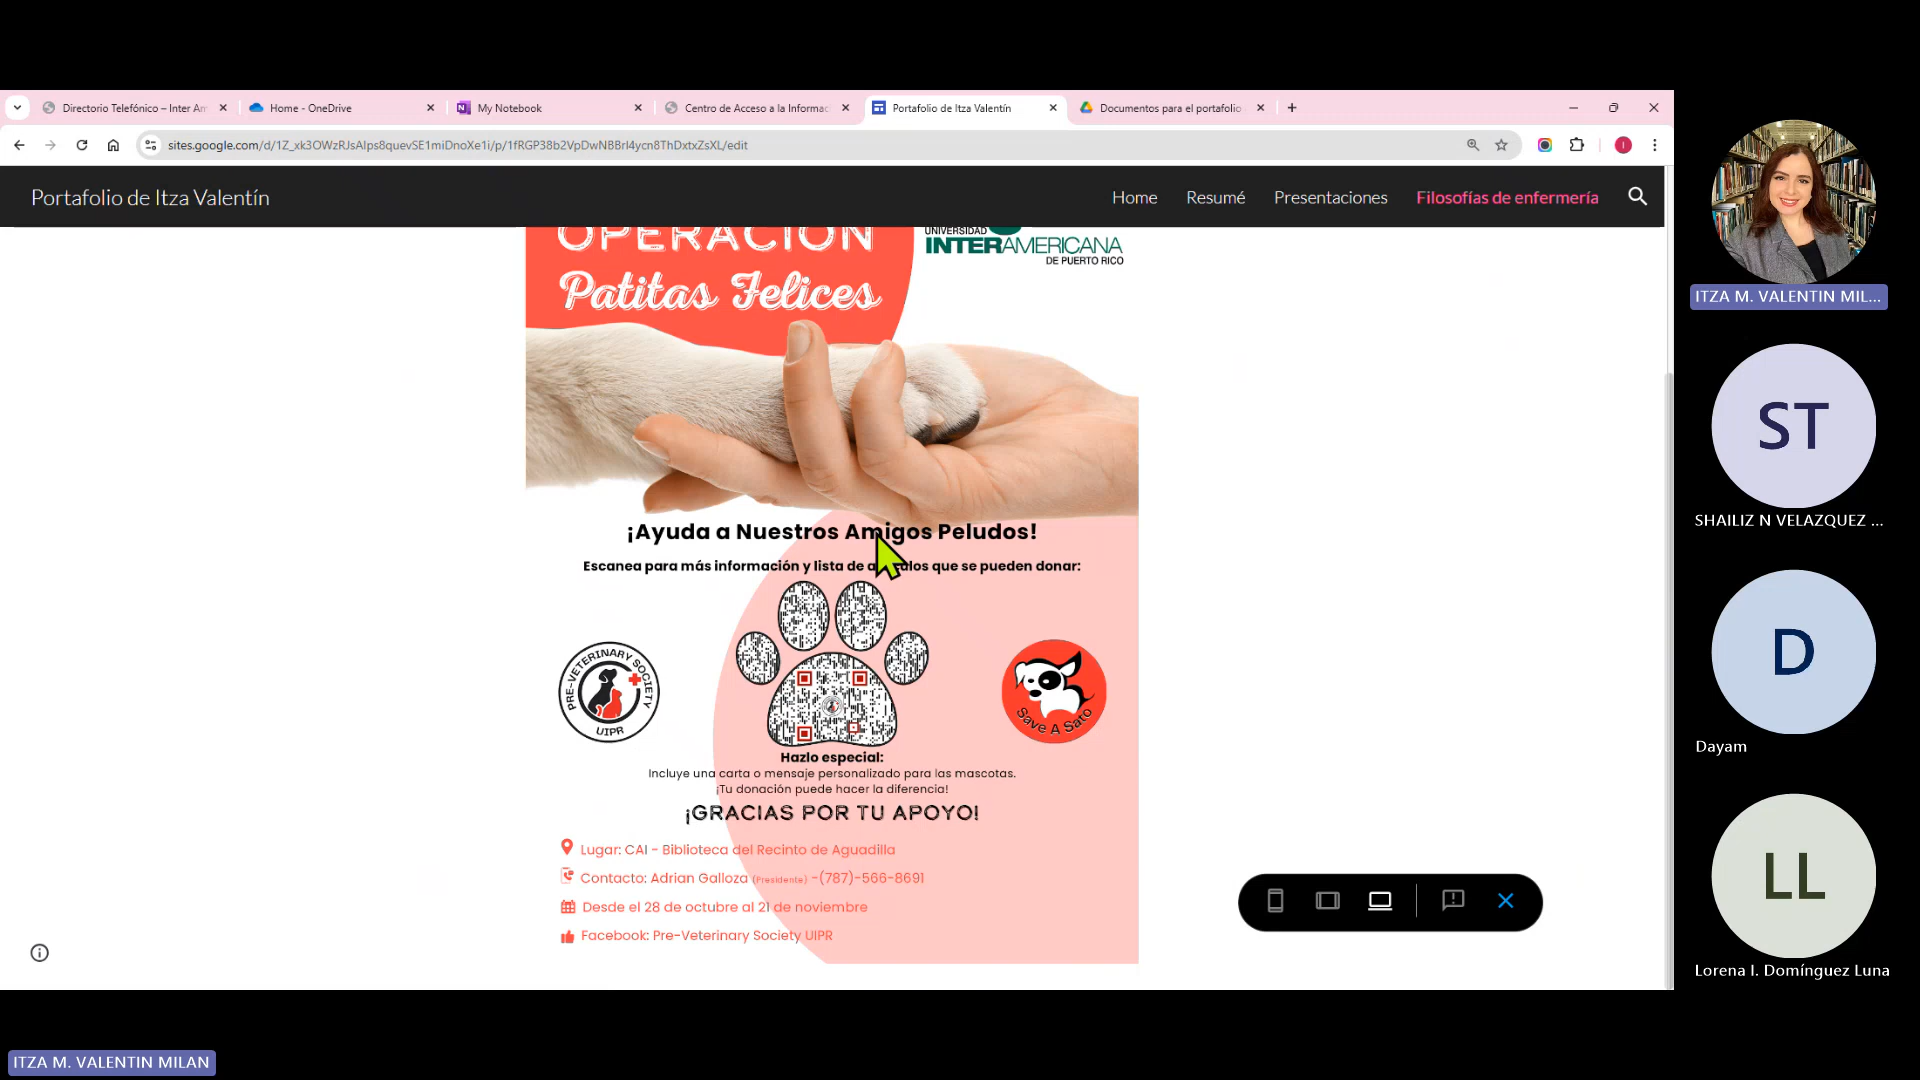 Directorio Telefónico – Inter Am
Home - OneDrive
My Notebook
Centro de Acceso a la Informac
Portafolio de Itza Valentín
Documentos para el portafolio
sites.google.com/d/1Z_xk3OWzRJsAlps8quevSE1miDnoXe1i/p/1fRGP38b2VpDwNBBrl4ycn8ThDxtxZsXL/edit
Portafolio de Itza Valentín
Home
Resumé
Presentaciones
Filosofías de enfermería
OPERACIÓN
Patitas Felices
UNIVERSIDAD
INTERAMERICANA
DE PUERTO RICO
¡Ayuda a Nuestros Amigos Peludos!
Escanea para más información y lista de que se pueden donar:
PRE-VETERINARY SOCIETY
UIPR
Save A Sato
Hazlo especial:
Incluye una carta o mensaje personalizado para las mascotas.
¡Tu donación puede hacer la diferencia!
¡GRACIAS POR TU APOYO!
Lugar: CAI - Biblioteca del Recinto de Aguadilla
Contacto: Adrian Galloza (Presidente) -(787)-566-8691
Desde el 28 de octubre al 21 de noviembre
Facebook: Pre-Veterinary Society UIPR
ITZA M. VALENTIN MIL...
ST
SHAILIZ N VELAZQUEZ ...
D
Dayam
LL
Lorena I. Domínguez Luna
ITZA M. VALENTIN MILAN